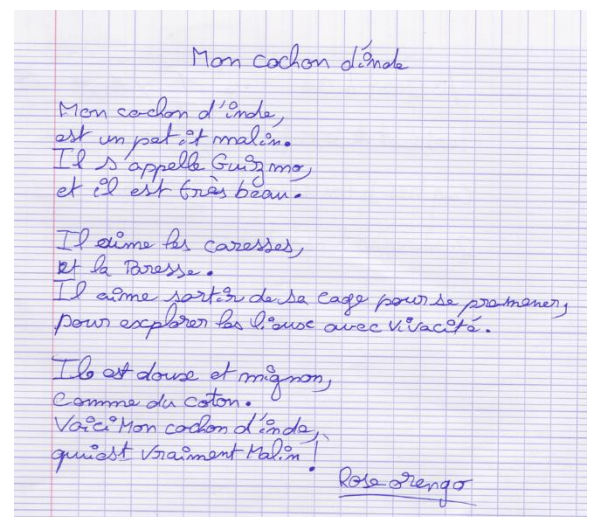 Mon cochon d'inde
Mon cochon d'inde,
est un petit malin.
Il s'appelle Guizmo,
et il est très beau.
Il aime les caresses,
et la Paresse.
Il aime sortir de sa cage pour se promener,
pour explorer les lieux avec vivacité.
Il est doux et mignon,
Comme du coton.
Voici Mon cochon d'inde,
qui est vraiment Malin !
Rose orengo